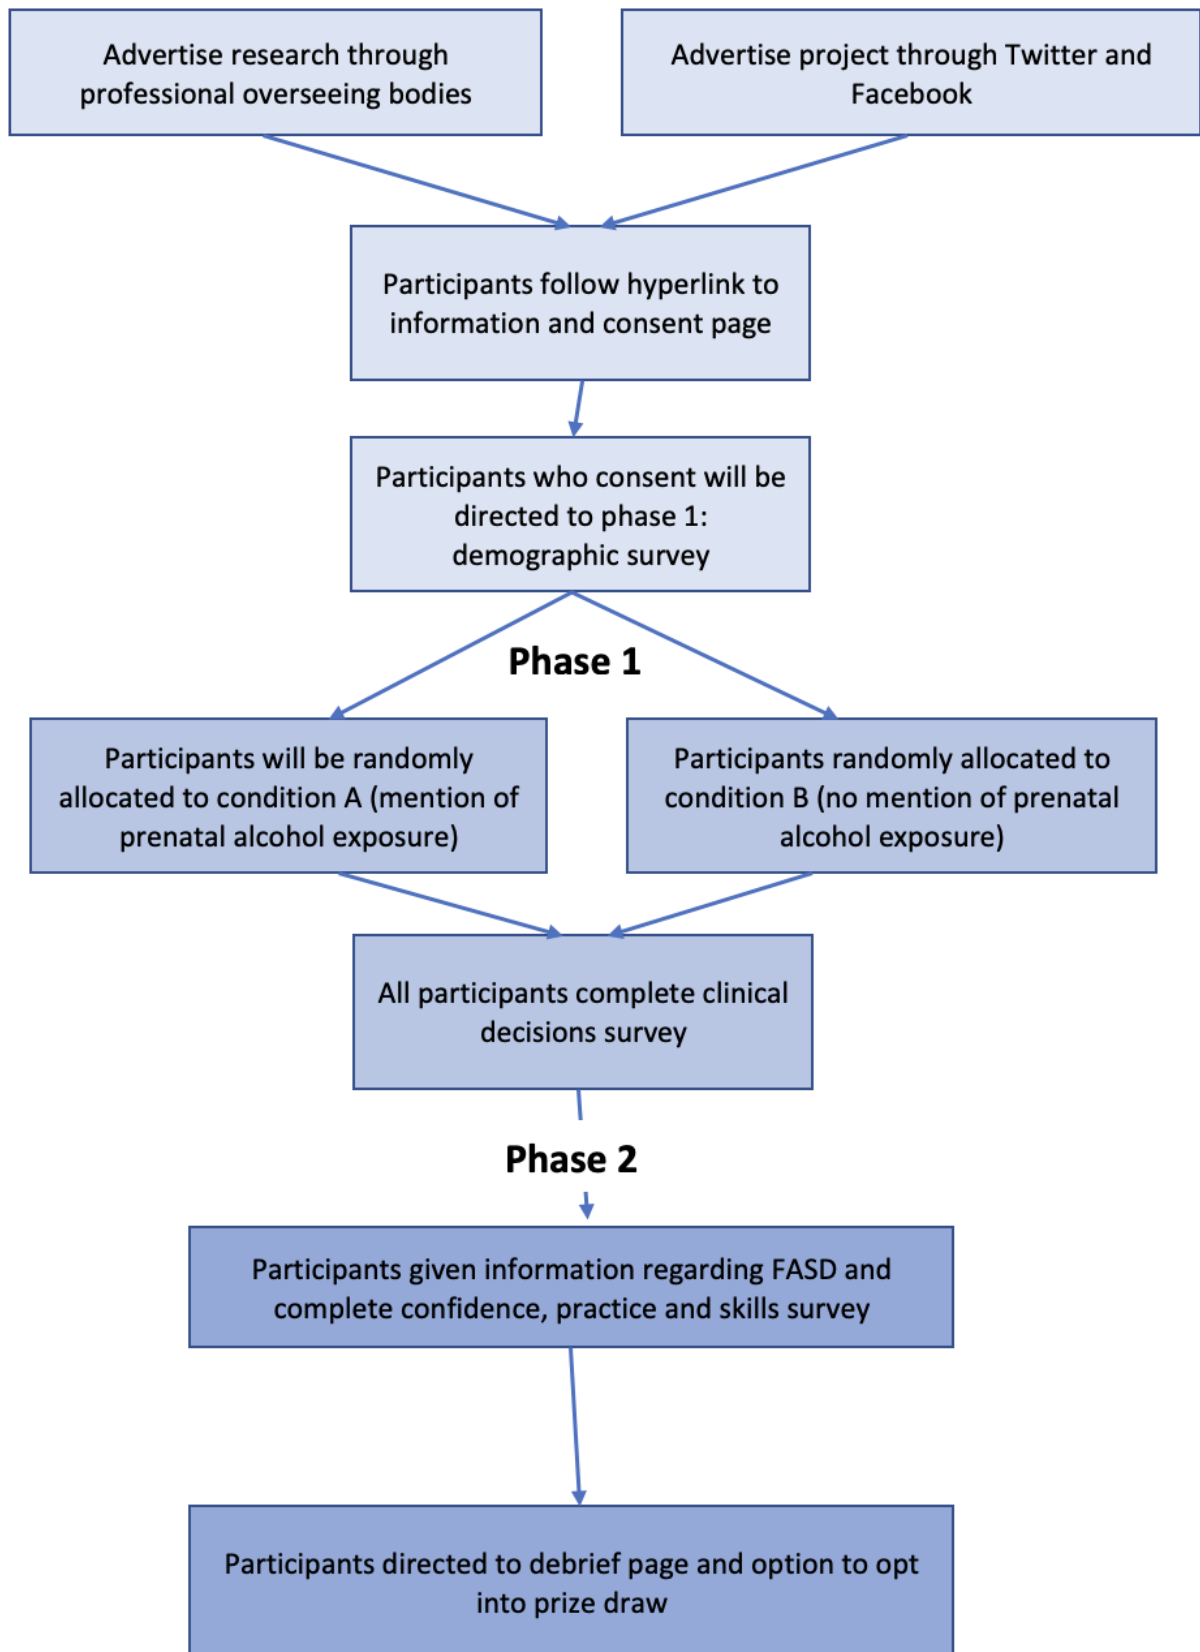 Advertise research through
professional overseeing bodies
Advertise project through Twitter and
Facebook
Participants follow hyperlink to
information and consent page
Participants who consent will be
directed to phase 1:
demographic survey
Phase 1
Participants will be randomly
allocated to condition A (mention of
prenatal alcohol exposure)
Participants randomly allocated to
condition B (no mention of prenatal
alcohol exposure)
All participants complete clinical
decisions survey
Phase 2
Participants given information regarding FASD and
complete confidence, practice and skills survey
Participants directed to debrief page and option to opt
into prize draw